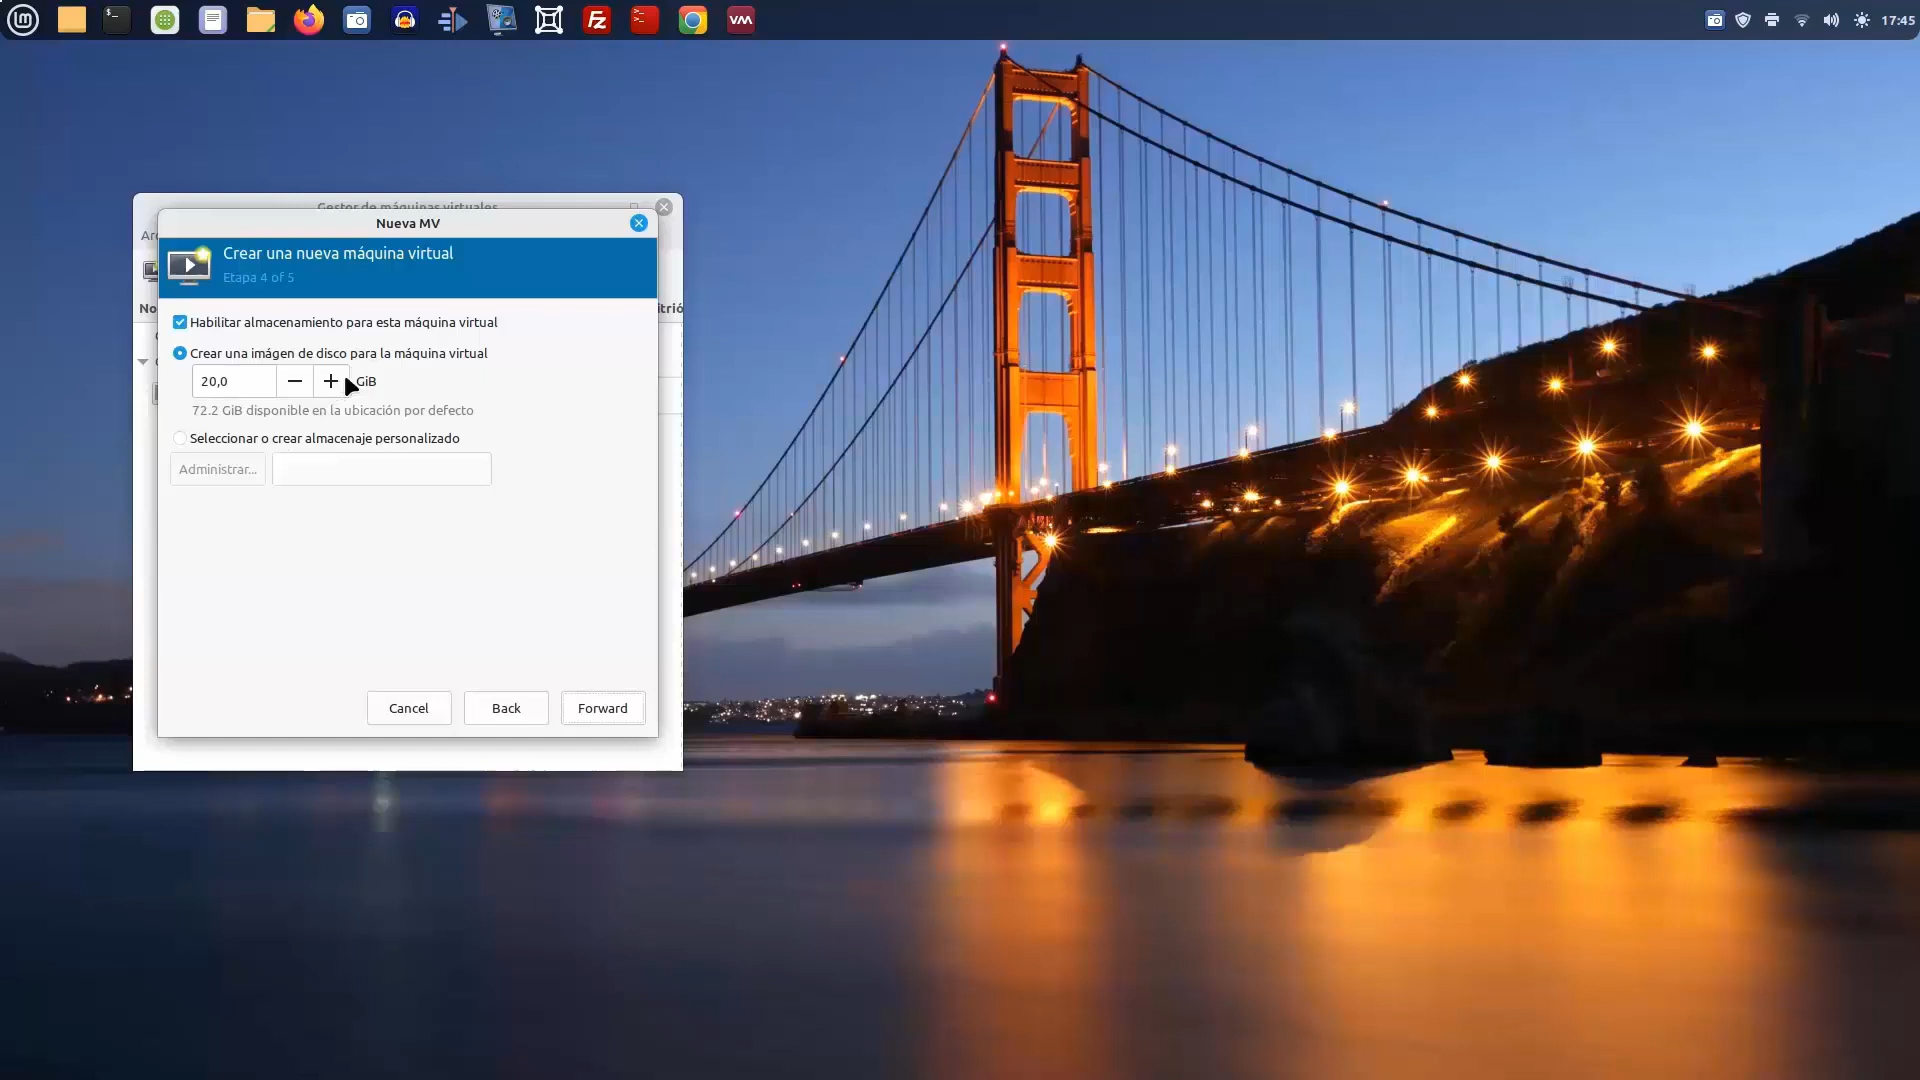 17:45
Gestor de máquinas virtuales
Nueva MV
Crear una nueva máquina virtual
Etapa 4 of 5
Habilitar almacenamiento para esta máquina virtual
Crear una imágen de disco para la máquina virtual
20,0
GiB
72.2 GiB disponible en la ubicación por defecto
Seleccionar o crear almacenaje personalizado
Administrar...
Cancel
Back
Forward